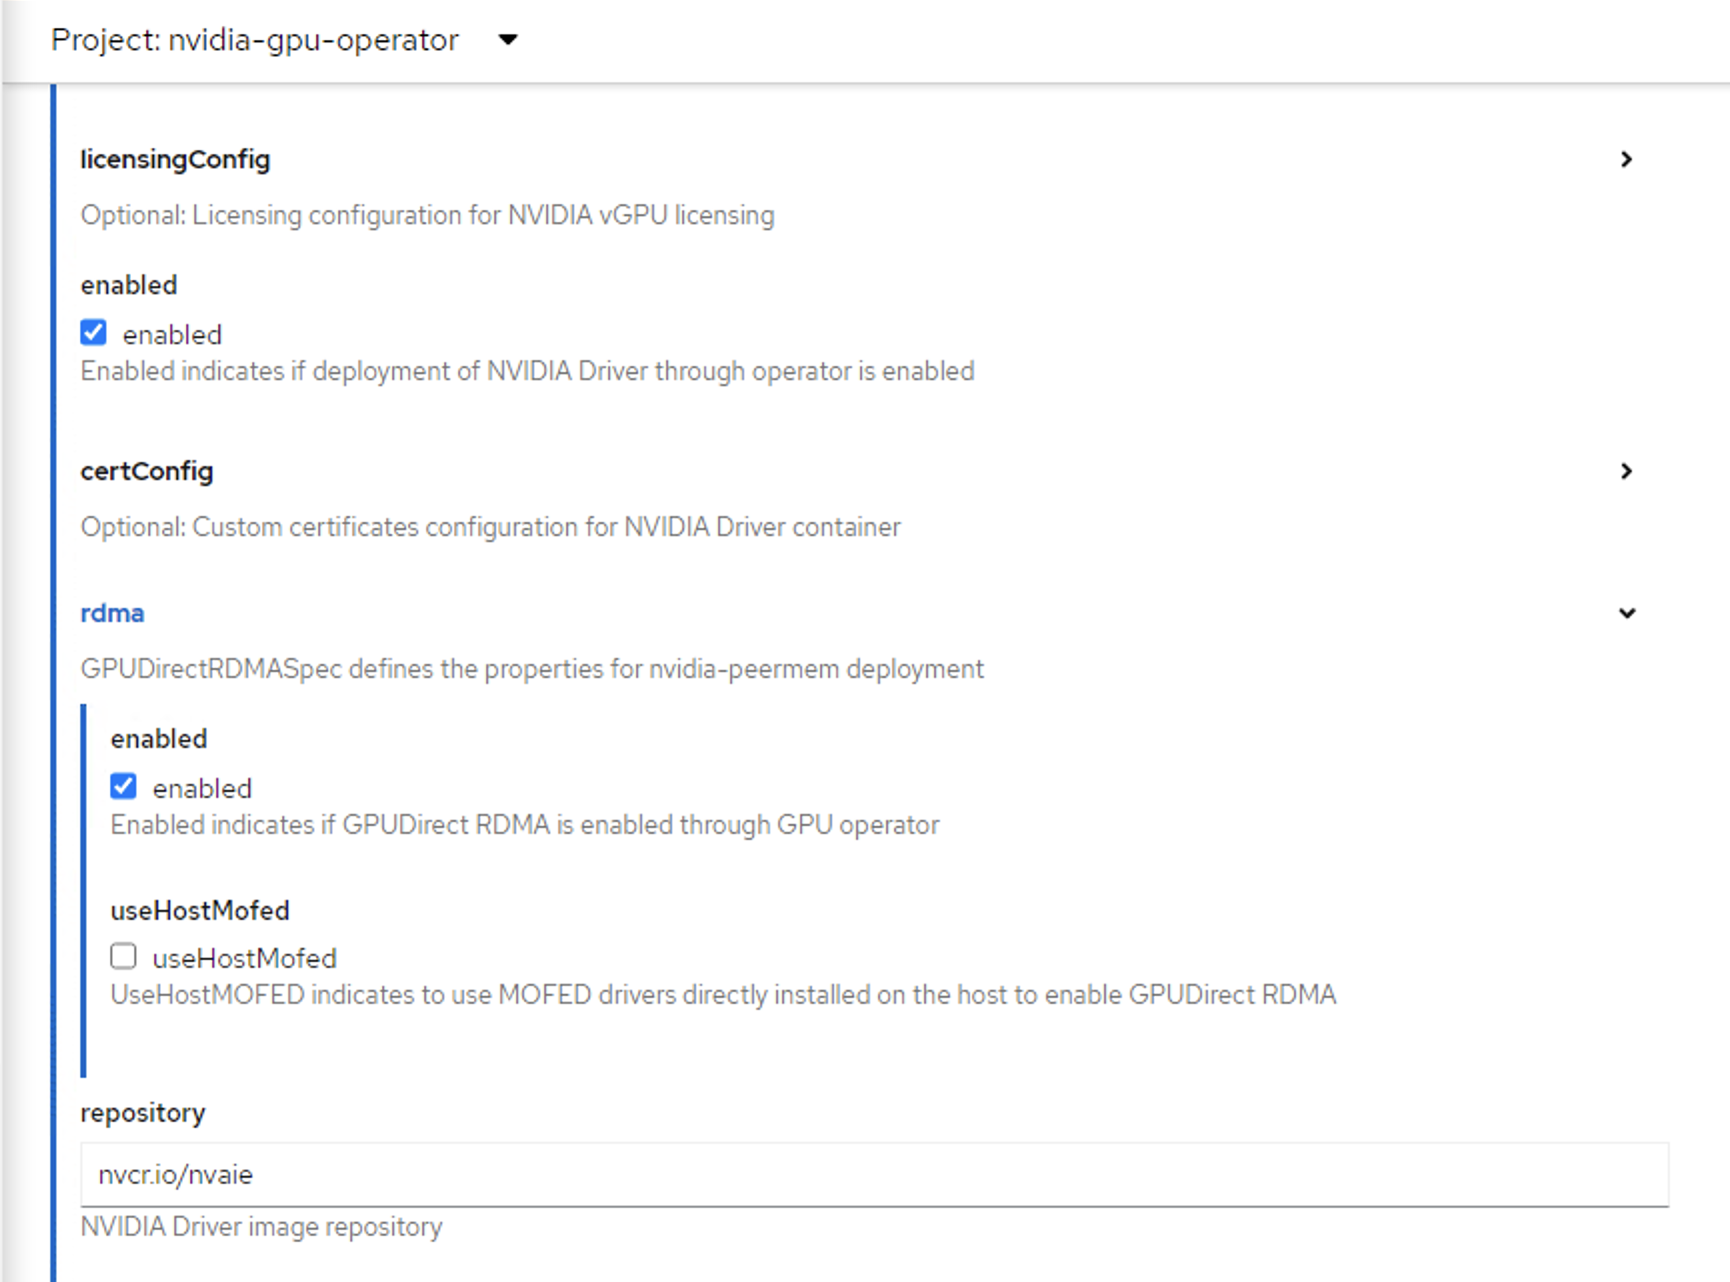 Project: nvidia-gpu-operator
licensingConfig
Optional: Licensing configuration for NVIDIA vGPU licensing
enabled
enabled
Enabled indicates if deployment of NVIDIA Driver through operator is enabled
certConfig
Optional: Custom certificates configuration for NVIDIA Driver container
rdma
GPUDirectRDMASpec defines the properties for nvidia-peermem deployment
enabled
enabled
Enabled indicates if GPUDirect RDMA is enabled through GPU operator
useHostMofed
useHostMofed
UseHostMOFED indicates to use MOFED drivers directly installed on the host to enable GPUDirect RDMA
repository
nvcr.io/nvaie
NVIDIA Driver image repository